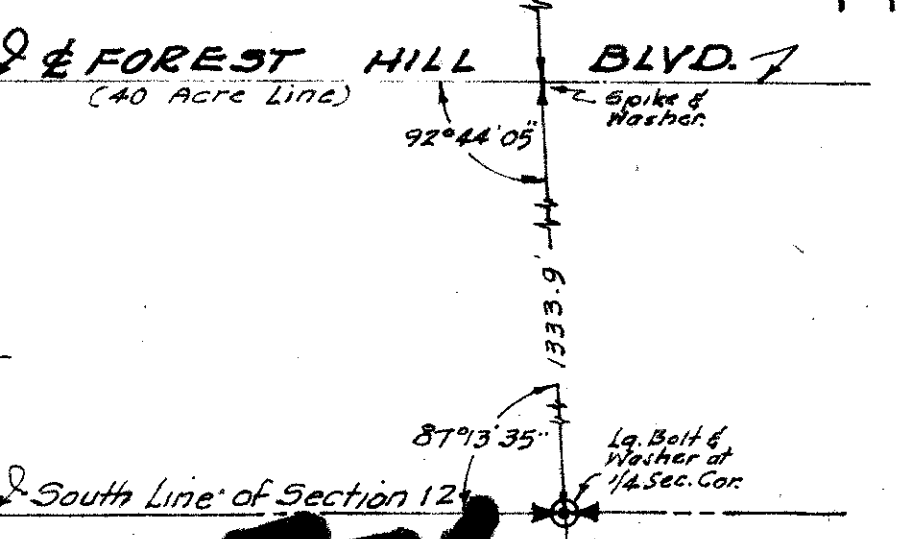 & ℄ FOREST HILL BLVD.
(40 Acre Line)
Spike &
Washer.
92°44'05"
1333.9'
87°13'35"
Lg. Bolt &
Washer at
1/4 Sec. Cor.
& South Line of Section 12